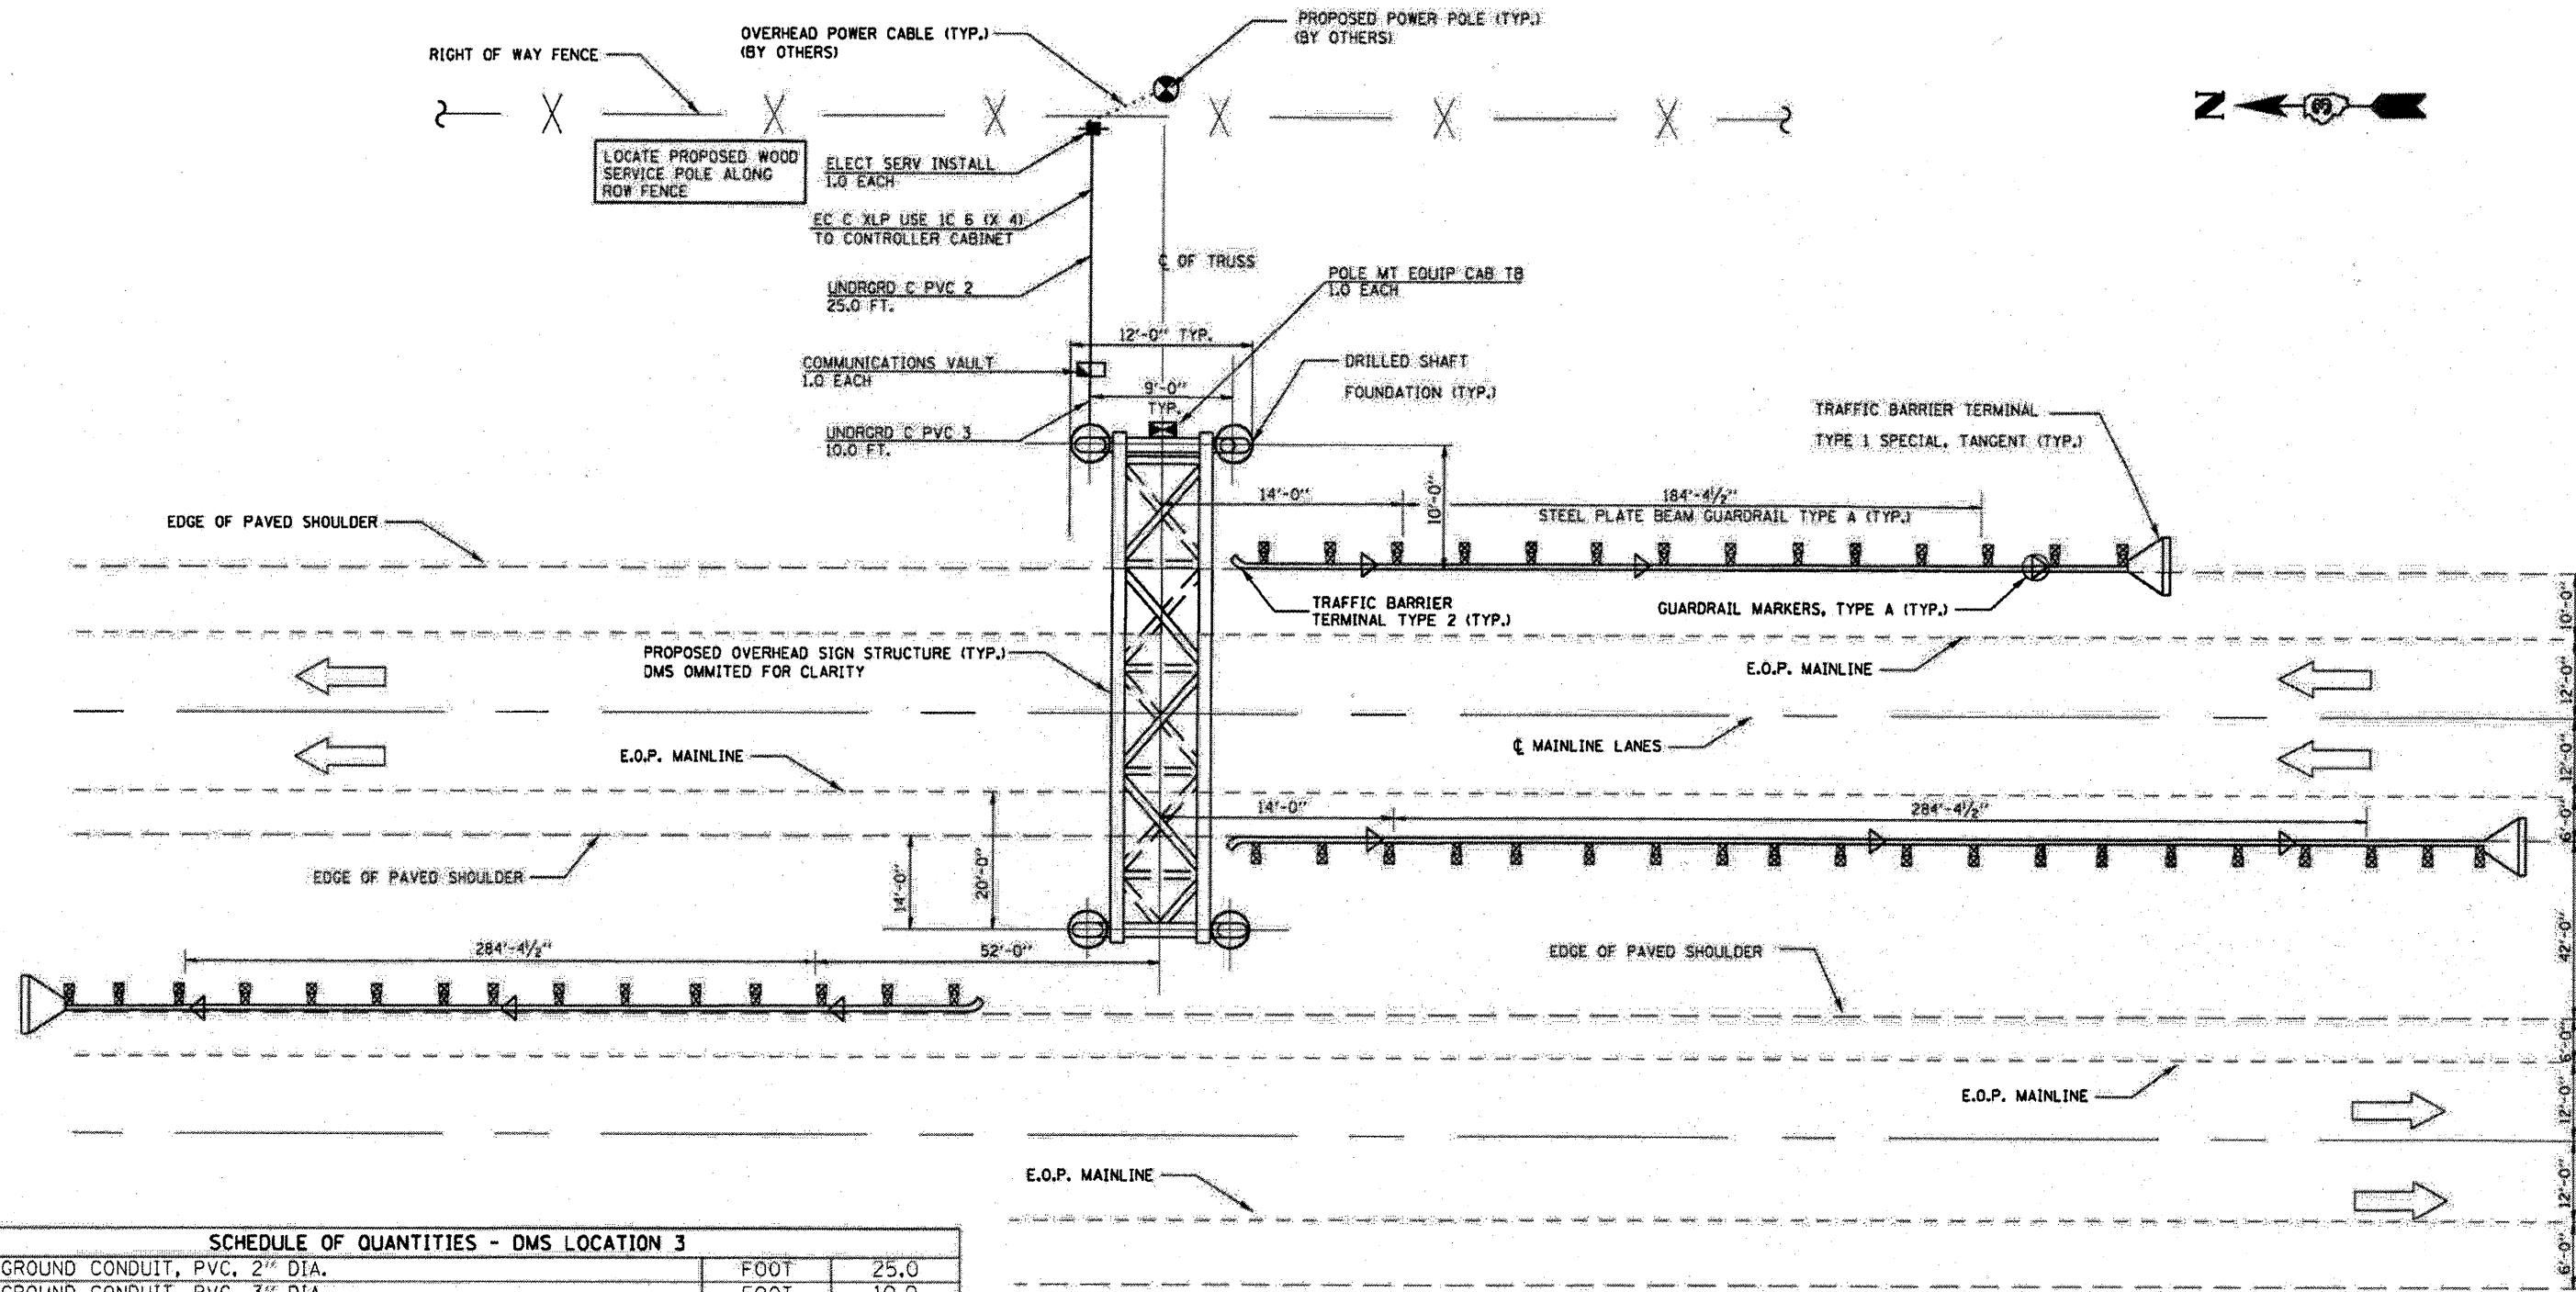 PROPOSED POWER POLE (TYP.)
(BY OTHERS)
OVERHEAD POWER CABLE (TYP.)
(BY OTHERS)
RIGHT OF WAY FENCE
N
3
LOCATE PROPOSED WOOD
SERVICE POLE ALONG
ROW FENCE
ELECT SERV INSTALL
1.0 EACH
EC C XLP USE 1C 6 (X 4)
TO CONTROLLER CABINET
℄ OF TRUSS
UNDRGRD C PVC 2
25.0 FT.
POLE MT EQUIP CAB TB
1.0 EACH
12'-0" TYP.
COMMUNICATIONS VAULT
1.0 EACH
DRILLED SHAFT
FOUNDATION (TYP.)
9'-0"
TYP.
UNDRGRD C PVC 3
10.0 FT.
TRAFFIC BARRIER TERMINAL
TYPE 1 SPECIAL, TANGENT (TYP.)
14'-0"
10'-0"
184'-4½"
STEEL PLATE BEAM GUARDRAIL TYPE A (TYP.)
EDGE OF PAVED SHOULDER
TRAFFIC BARRIER
TERMINAL TYPE 2 (TYP.)
GUARDRAIL MARKERS, TYPE A (TYP.)
10'-0"
PROPOSED OVERHEAD SIGN STRUCTURE (TYP.)
DMS OMMITED FOR CLARITY
E.O.P. MAINLINE
12'-0"
℄ MAINLINE LANES
E.O.P. MAINLINE
12'-0"
14'-0"
284'-4½"
6'-0"
EDGE OF PAVED SHOULDER
14'-0"
20'-0"
284'-4½"
52'-0"
EDGE OF PAVED SHOULDER
42'-0"
6'-0"
E.O.P. MAINLINE
12'-0"
E.O.P. MAINLINE
12'-0"
6'-0"
SCHEDULE OF QUANTITIES - DMS LOCATION 3
GROUND CONDUIT, PVC, 2" DIA. FOOT 25.0
GROUND CONDUIT, PVC, 3" DIA. FOOT 10.0